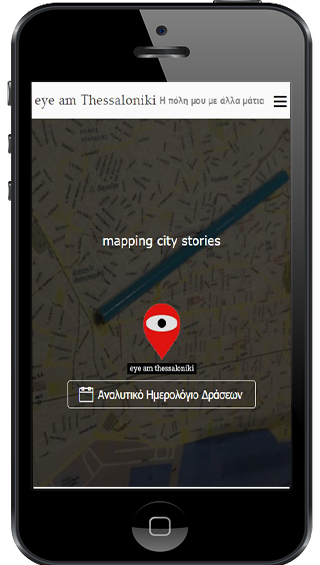 eye am Thessaloniki Η πόλη μου με άλλα μάτια
mapping city stories
eye am thessaloniki
Αναλυτικό Ημερολόγιο Δράσεων